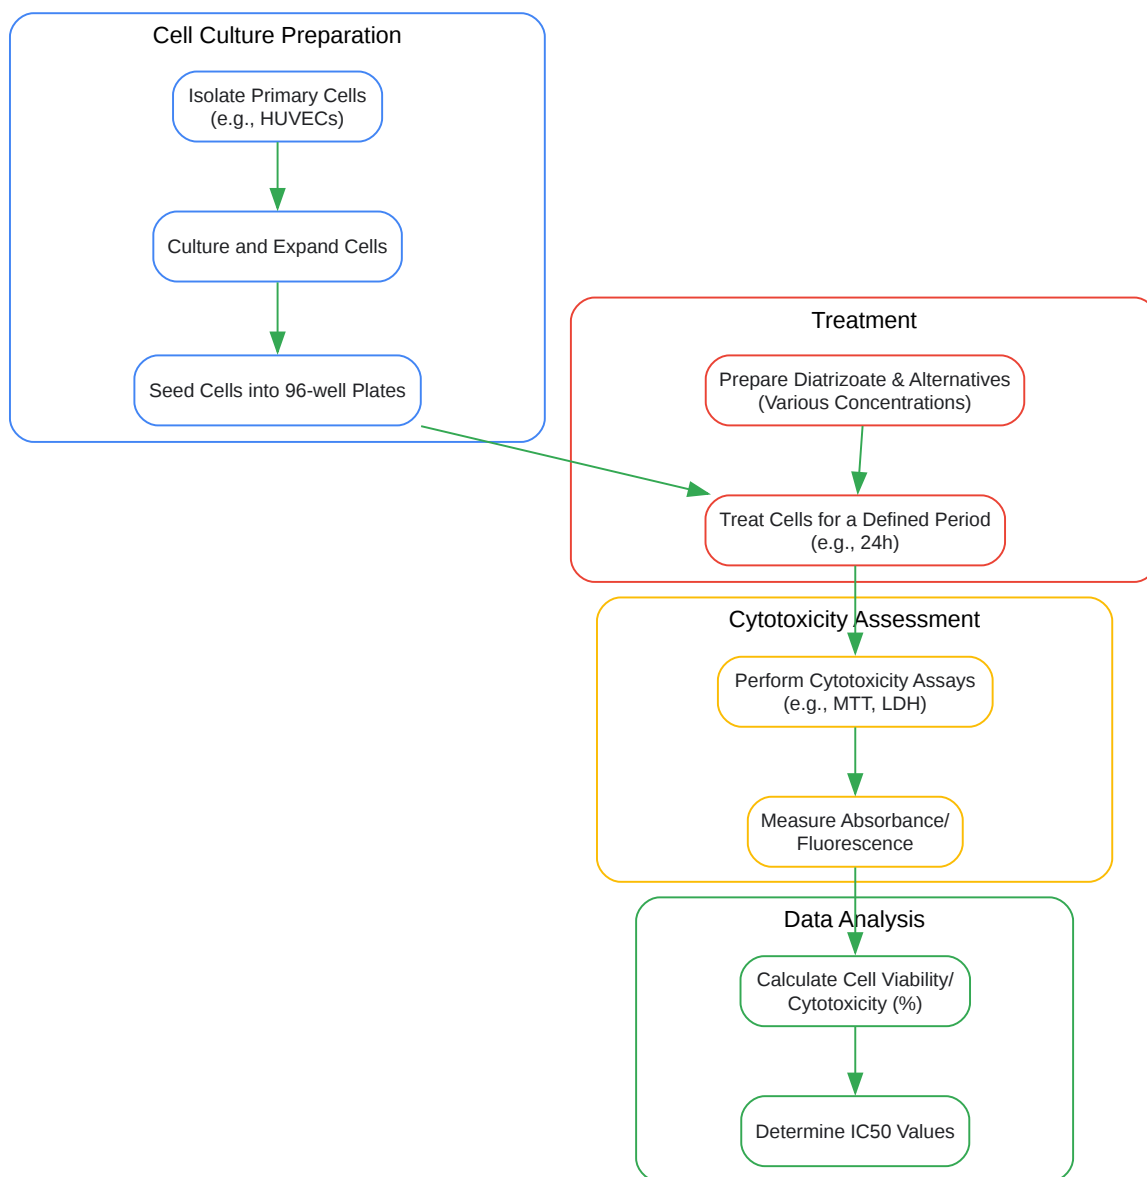 Cell Culture Preparation
Isolate Primary Cells
(e.g., HUVECs)
Culture and Expand Cells
Seed Cells into 96-well Plates
Treatment
Prepare Diatrizoate & Alternatives
(Various Concentrations)
Treat Cells for a Defined Period
(e.g., 24h)
Cytotoxicity Assessment
Perform Cytotoxicity Assays
(e.g., MTT, LDH)
Measure Absorbance/
Fluorescence
Data Analysis
Calculate Cell Viability/
Cytotoxicity (%)
Determine IC50 Values